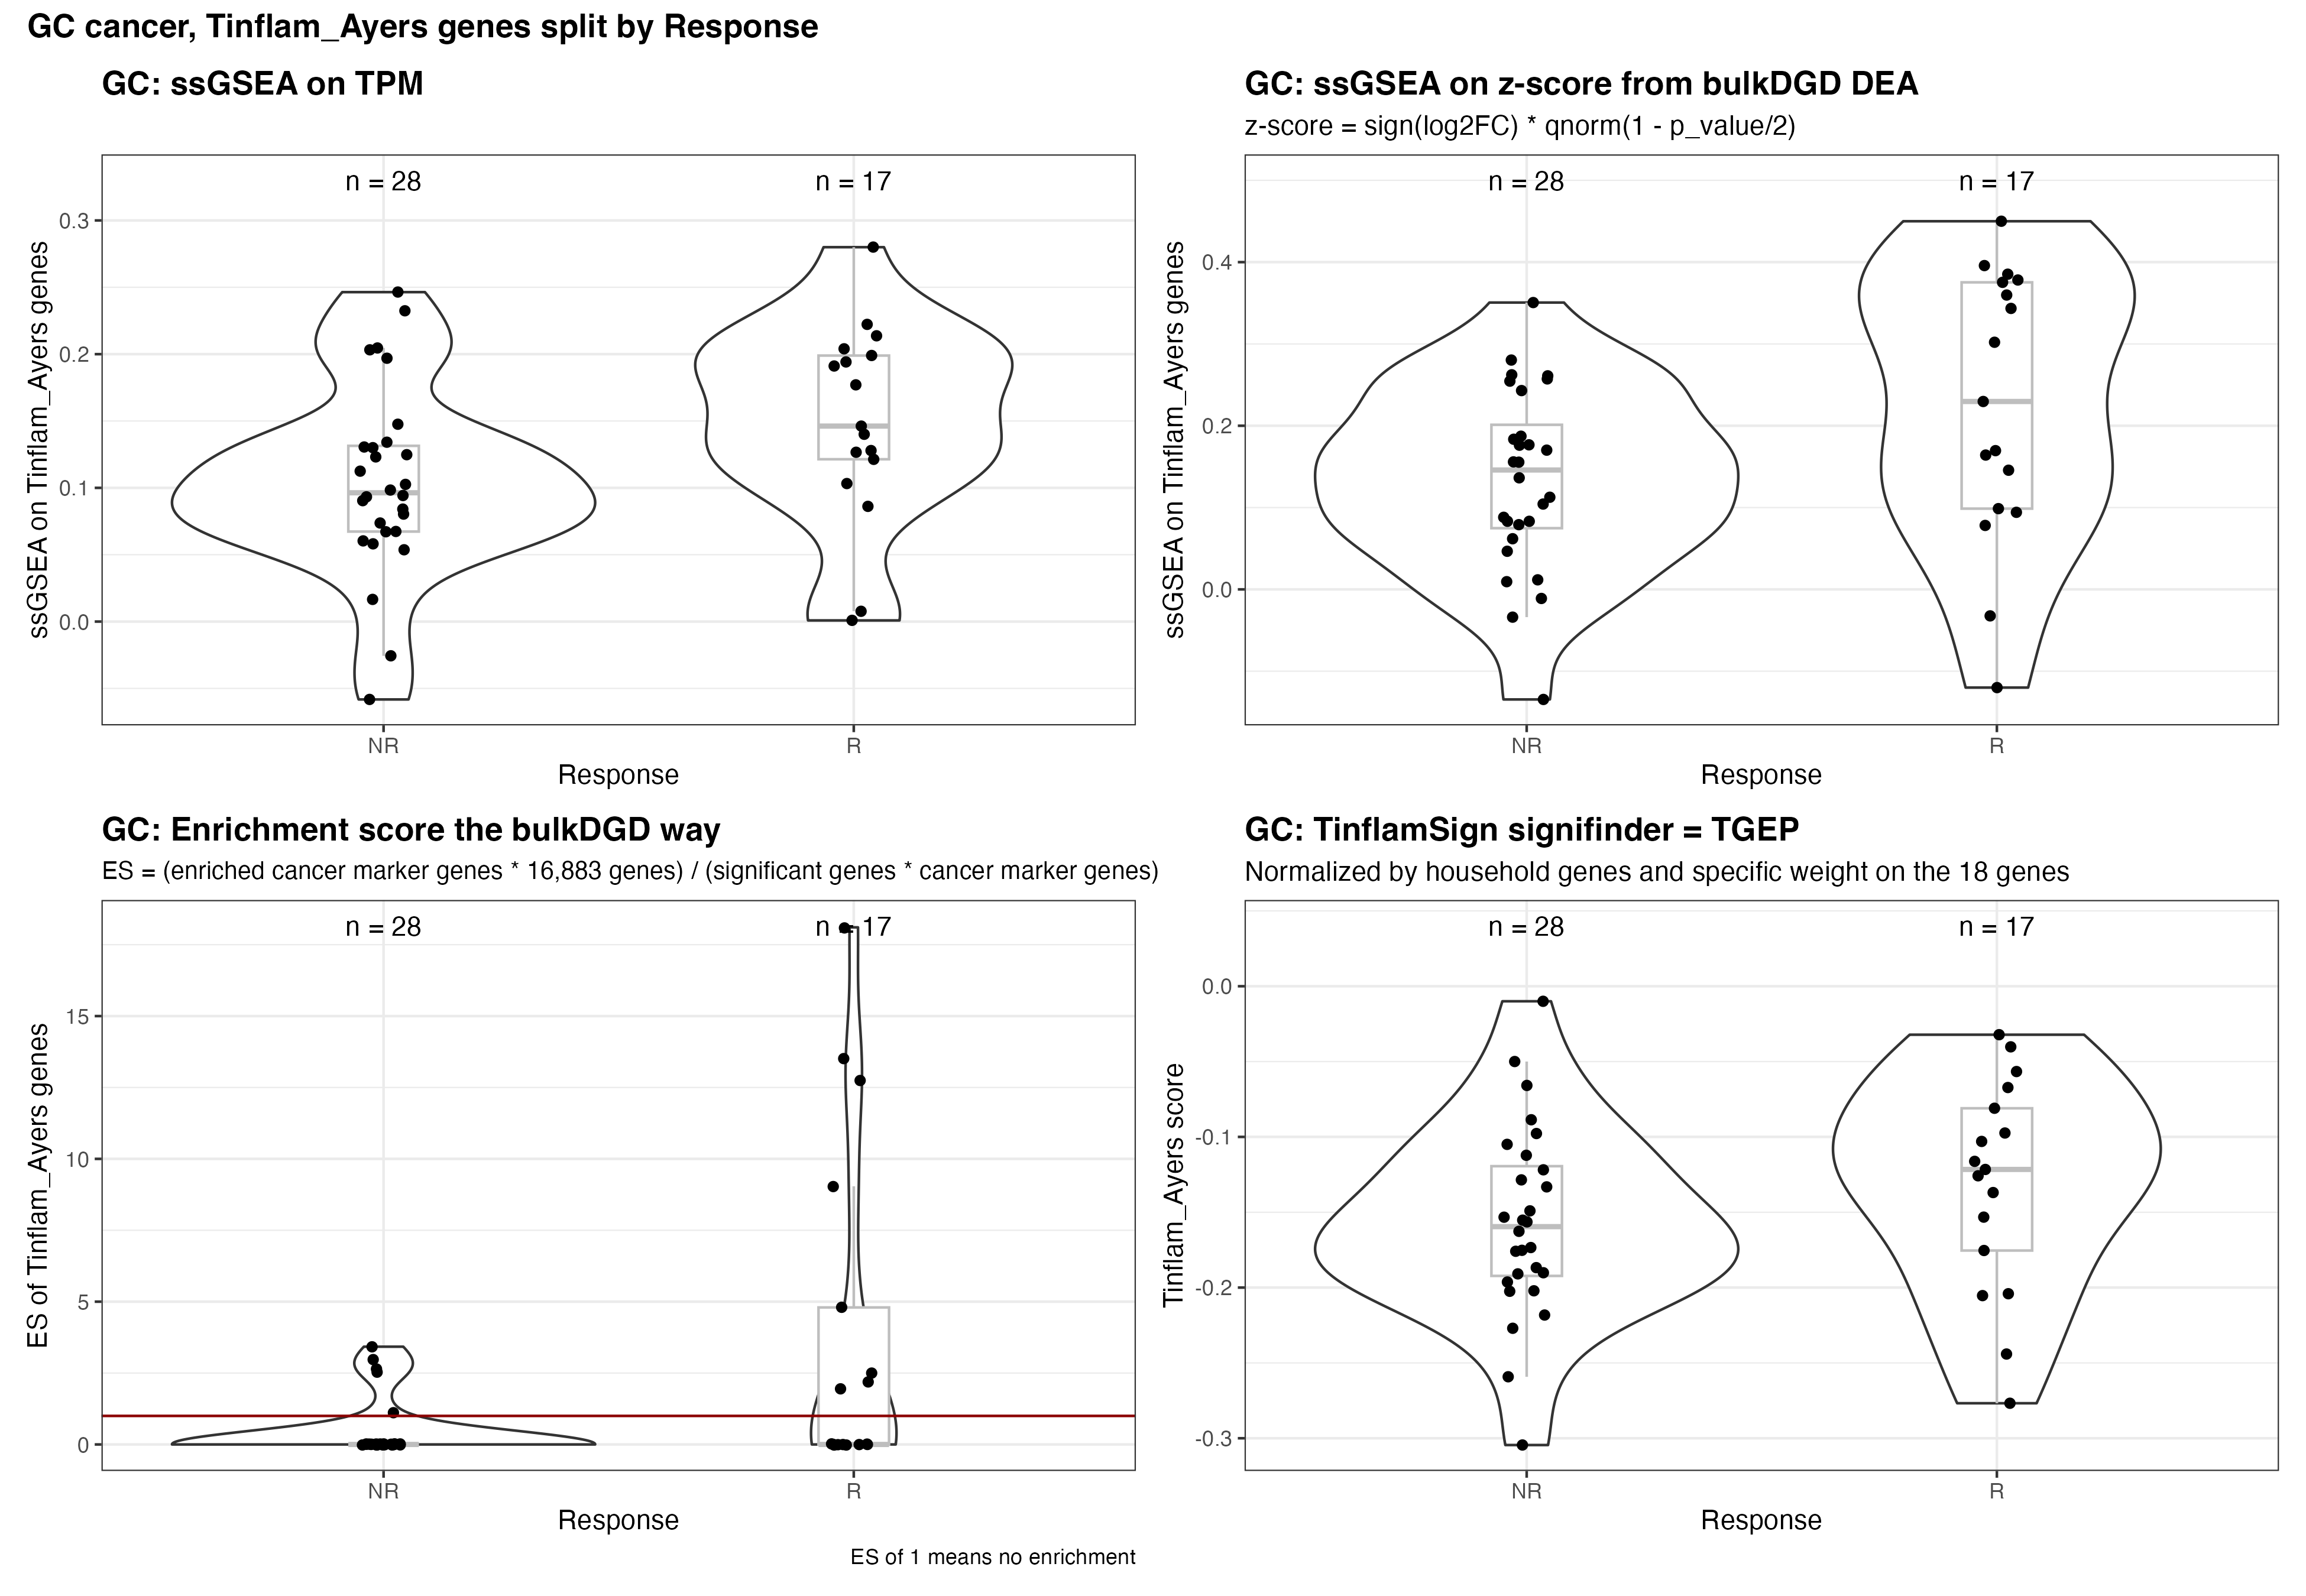 GC cancer, Tinflam_Ayers genes split by Response
GC: ssGSEA on TPM
n = 28
n = 17
ssGSEA on Tinflam_Ayers genes
0.3
0.2
0.1
0.0
NR
R
Response
GC: ssGSEA on z-score from bulkDGD DEA
z-score = sign(log2FC) * qnorm(1 - p_value/2)
n = 28
n = 17
ssGSEA on Tinflam_Ayers genes
0.4
0.2
0.0
NR
R
Response
GC: Enrichment score the bulkDGD way
ES = (enriched cancer marker genes * 16,883 genes) / (significant genes * cancer marker genes)
n = 28
n = 17
ES of Tinflam_Ayers genes
15
10
5
0
NR
R
Response
ES of 1 means no enrichment
GC: TinflamSign signifinder = TGEP
Normalized by household genes and specific weight on the 18 genes
n = 28
n = 17
Tinflam_Ayers score
0.0
-0.1
-0.2
-0.3
NR
R
Response